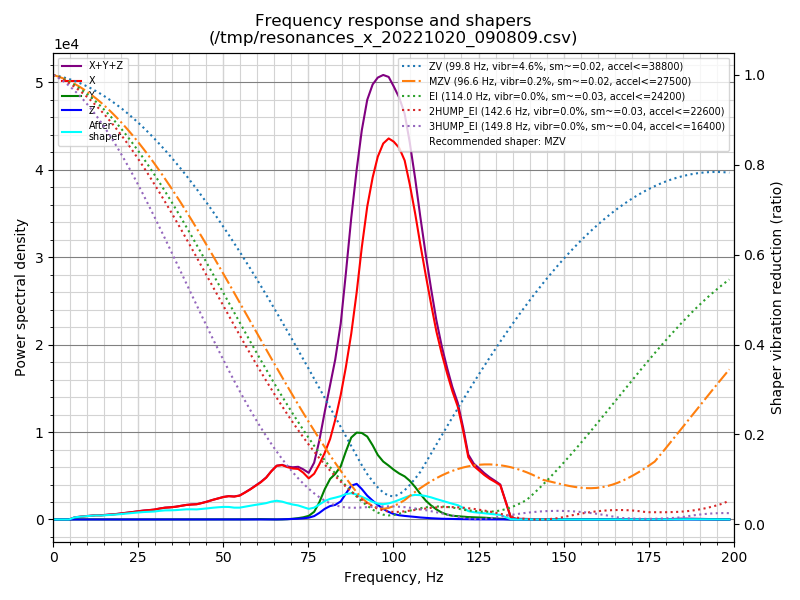 Frequency response and shapers
(/tmp/resonances_x_20221020_090809.csv)
1e4
X+Y+Z
X
Y
Z
After
shaper
ZV (99.8 Hz, vibr=4.6%, sm~=0.02, accel<=38800)
MZV (96.6 Hz, vibr=0.2%, sm~=0.02, accel<=27500)
EI (114.0 Hz, vibr=0.0%, sm~=0.03, accel<=24200)
2HUMP_EI (142.6 Hz, vibr=0.0%, sm~=0.03, accel<=22600)
3HUMP_EI (149.8 Hz, vibr=0.0%, sm~=0.04, accel<=16400)
Recommended shaper: MZV
5
4
3
2
1
0
Power spectral density
1.0
0.8
0.6
0.4
0.2
0.0
Shaper vibration reduction (ratio)
0 25 50 75 100 125 150 175 200
Frequency, Hz